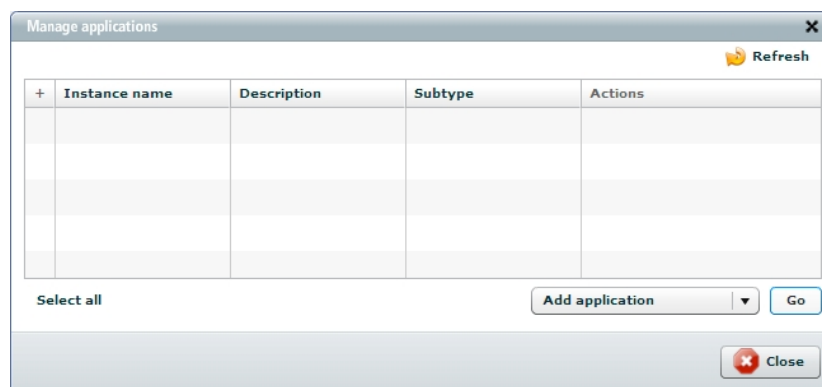 Manage applications
Refresh
+ Instance name Description Subtype Actions
Select all Add application Go
Close